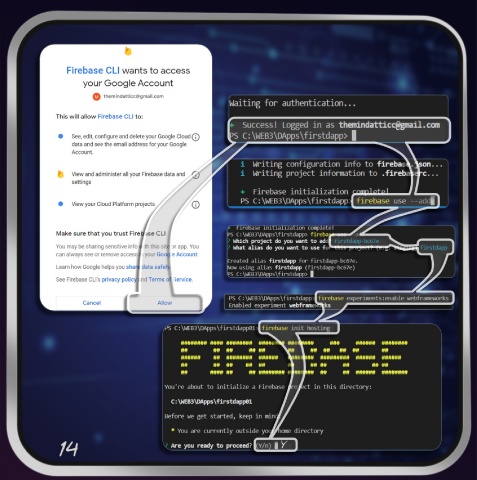 Firebase CLI wants to access
your Google Account
themindatticc@gmail.com
This will allow Firebase CLI to:
See, edit, configure and delete your Google Cloud
data and see the email address for your Google
Account.
View and administer all your Firebase data and
settings
View your Cloud Platform projects
Make sure you trust Firebase CLI
You may be sharing sensitive info with this site or app. You
can always see or remove access in your Google Account.
Learn how Google helps you share data safely.
See Firebase CLI's privacy policy and Terms of Service.
Cancel
Allow
Waiting for authentication...
+ Success! Logged in as themindatticc@gmail.com
PS C:\WEB3\DApps\firstdapp>
i Writing configuration info to firebase.json...
i Writing project information to .firebaserc...
+ Firebase initialization complete!
PS C:\WEB3\DApps\firstdapp> firebase use --add
+ Firebase initialization complete!
PS C:\WEB3\DApps\firstdapp> firebase use
? Which project do you want to add? firstdapp-bc67e
? What alias do you want to use for this project? (e.g. firstdapp
Created alias firstdapp for firstdapp-bc67e.
Now using alias firstdapp (firstdapp-bc67e)
PS C:\WEB3\DApps\firstdapp> firebase experiments:enable webframeworks
Enabled experiment webframeworks
PS C:\WEB3\DApps\firstdapp01> firebase init hosting
FIREBASE
You're about to initialize a Firebase project in this directory:
C:\WEB3\DApps\firstdapp01
Before we get started, keep in mind:
* You are currently outside your home directory
? Are you ready to proceed? (Y/n) Y
14